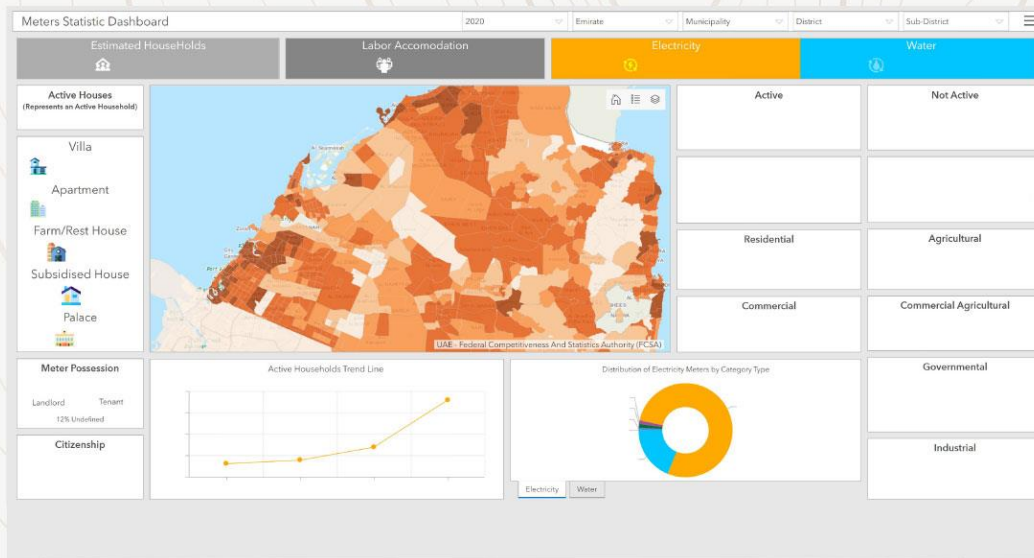 Meters Statistic Dashboard
2020
Emirate
Municipality
District
Sub-District
Estimated HouseHolds
Labor Accomodation
Electricity
Water
Active Houses
(Represents an Active Household)
Villa
Apartment
Farm/Rest House
Subsidised House
Palace
UAE - Federal Competitiveness And Statistics Authority (FCSA)
Active
Not Active
Residential
Agricultural
Commercial
Commercial Agricultural
Governmental
Industrial
Meter Possession
Landlord
Tenant
12% Undefined
Citizenship
Active Households Trend Line
Distribution of Electricity Meters by Category Type
Electricity
Water